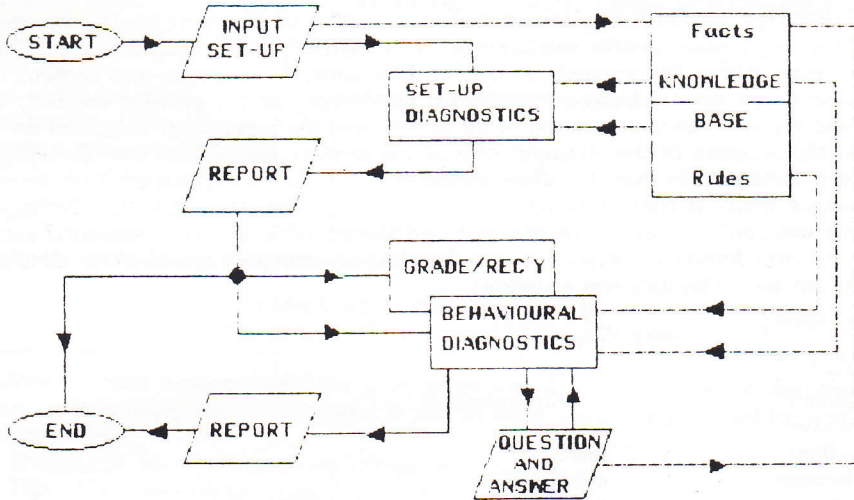 START
INPUT
SET-UP
Facts
KNOWLEDGE
BASE
Rules
SET-UP
DIAGNOSTICS
REPORT
GRADE/REC'Y
BEHAVIOURAL
DIAGNOSTICS
END
REPORT
QUESTION
AND
ANSWER